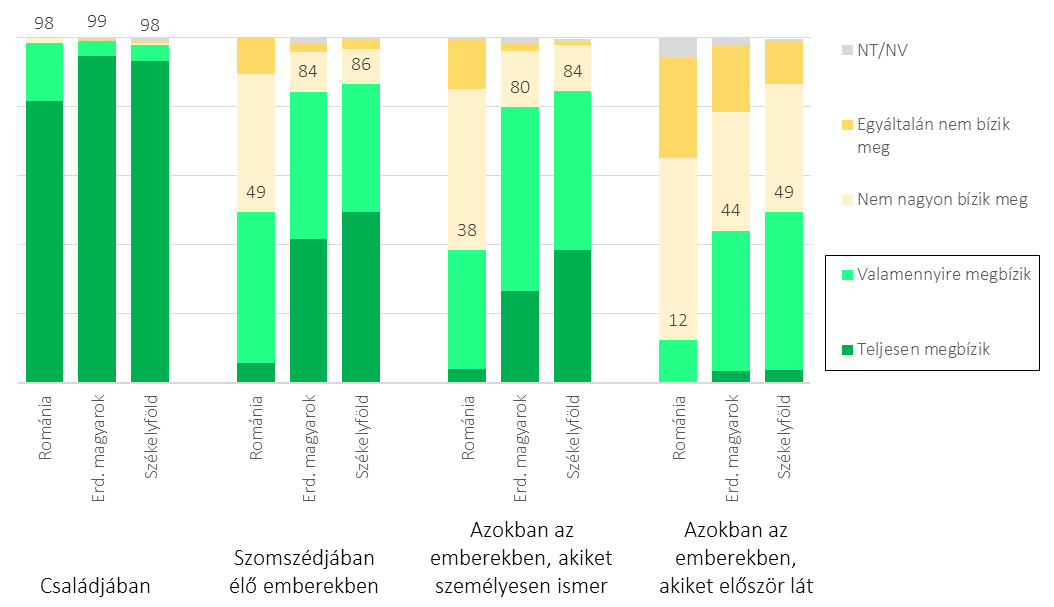 98
99
98
49
84
86
38
80
84
12
44
49
NT/NV
Egyáltalán nem bízik
meg
Nem nagyon bízik meg
Valamennyire megbízik
Teljesen megbízik
Románia
Erd. magyarok
Székelyföld
Románia
Erd. magyarok
Székelyföld
Románia
Erd. magyarok
Székelyföld
Románia
Erd. magyarok
Székelyföld
Családjában
Szomszédjában
élő emberekben
Azokban az
emberekben, akiket
személyesen ismer
Azokban az
emberekben,
akiket először lát